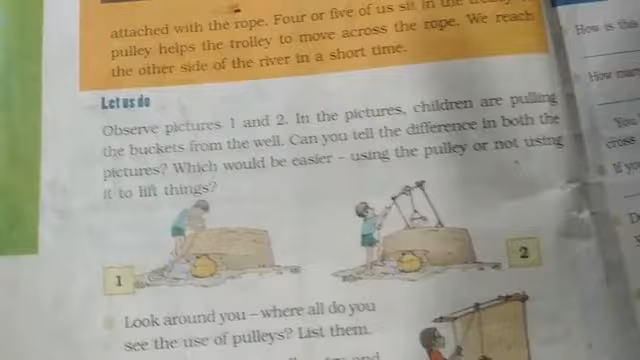 attached with the rope. Four or five of us sit in the
pulley helps the trolley to move across the rope. We reach
the other side of the river in a short time.
Let us do
Observe pictures 1 and 2. In the pictures, children are pulling
the buckets from the well. Can you tell the difference in both the
pictures? Which would be easier – using the pulley or not using
it to lift things?
1
2
Look around you – where all do you
see the use of pulleys? List them.
How is this
How many
You
cross
If you